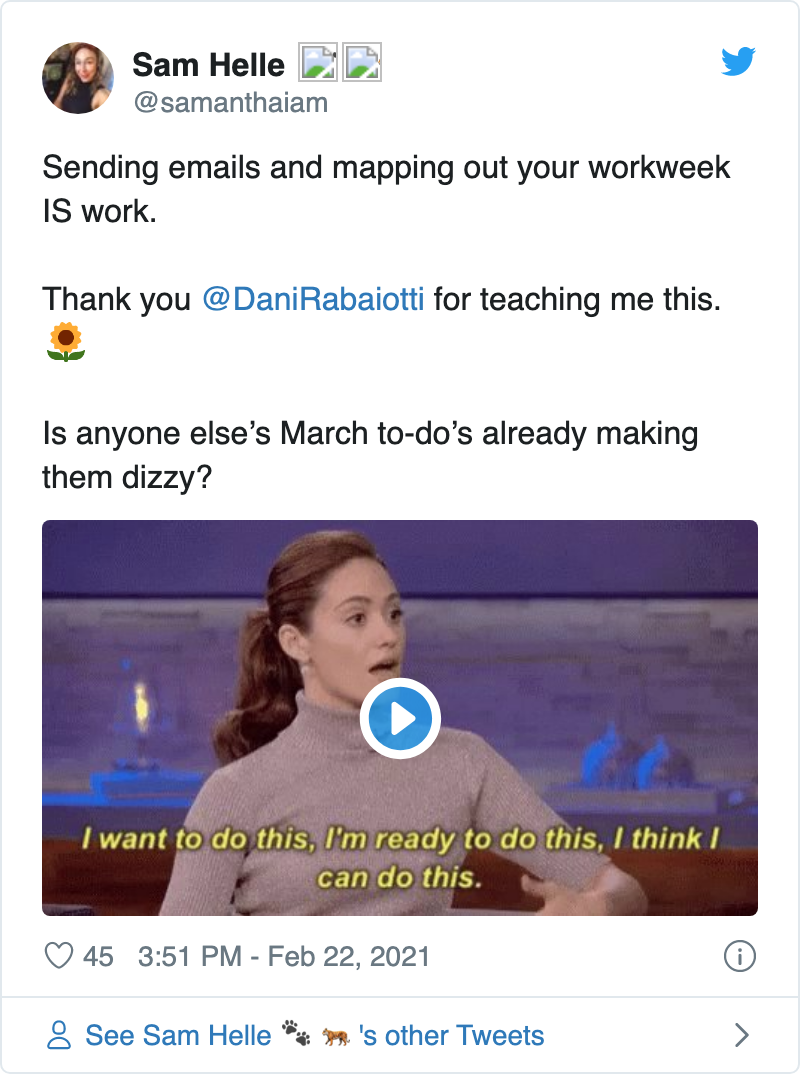 Sam Helle
@samanthaiam
Sending emails and mapping out your workweek
IS work.
Thank you @DaniRabaiotti for teaching me this.
🌻
Is anyone else’s March to-do’s already making
them dizzy?
I want to do this, I'm ready to do this, I think I
can do this.
45 3:51 PM - Feb 22, 2021
See Sam Helle 🐾 🐅 's other Tweets